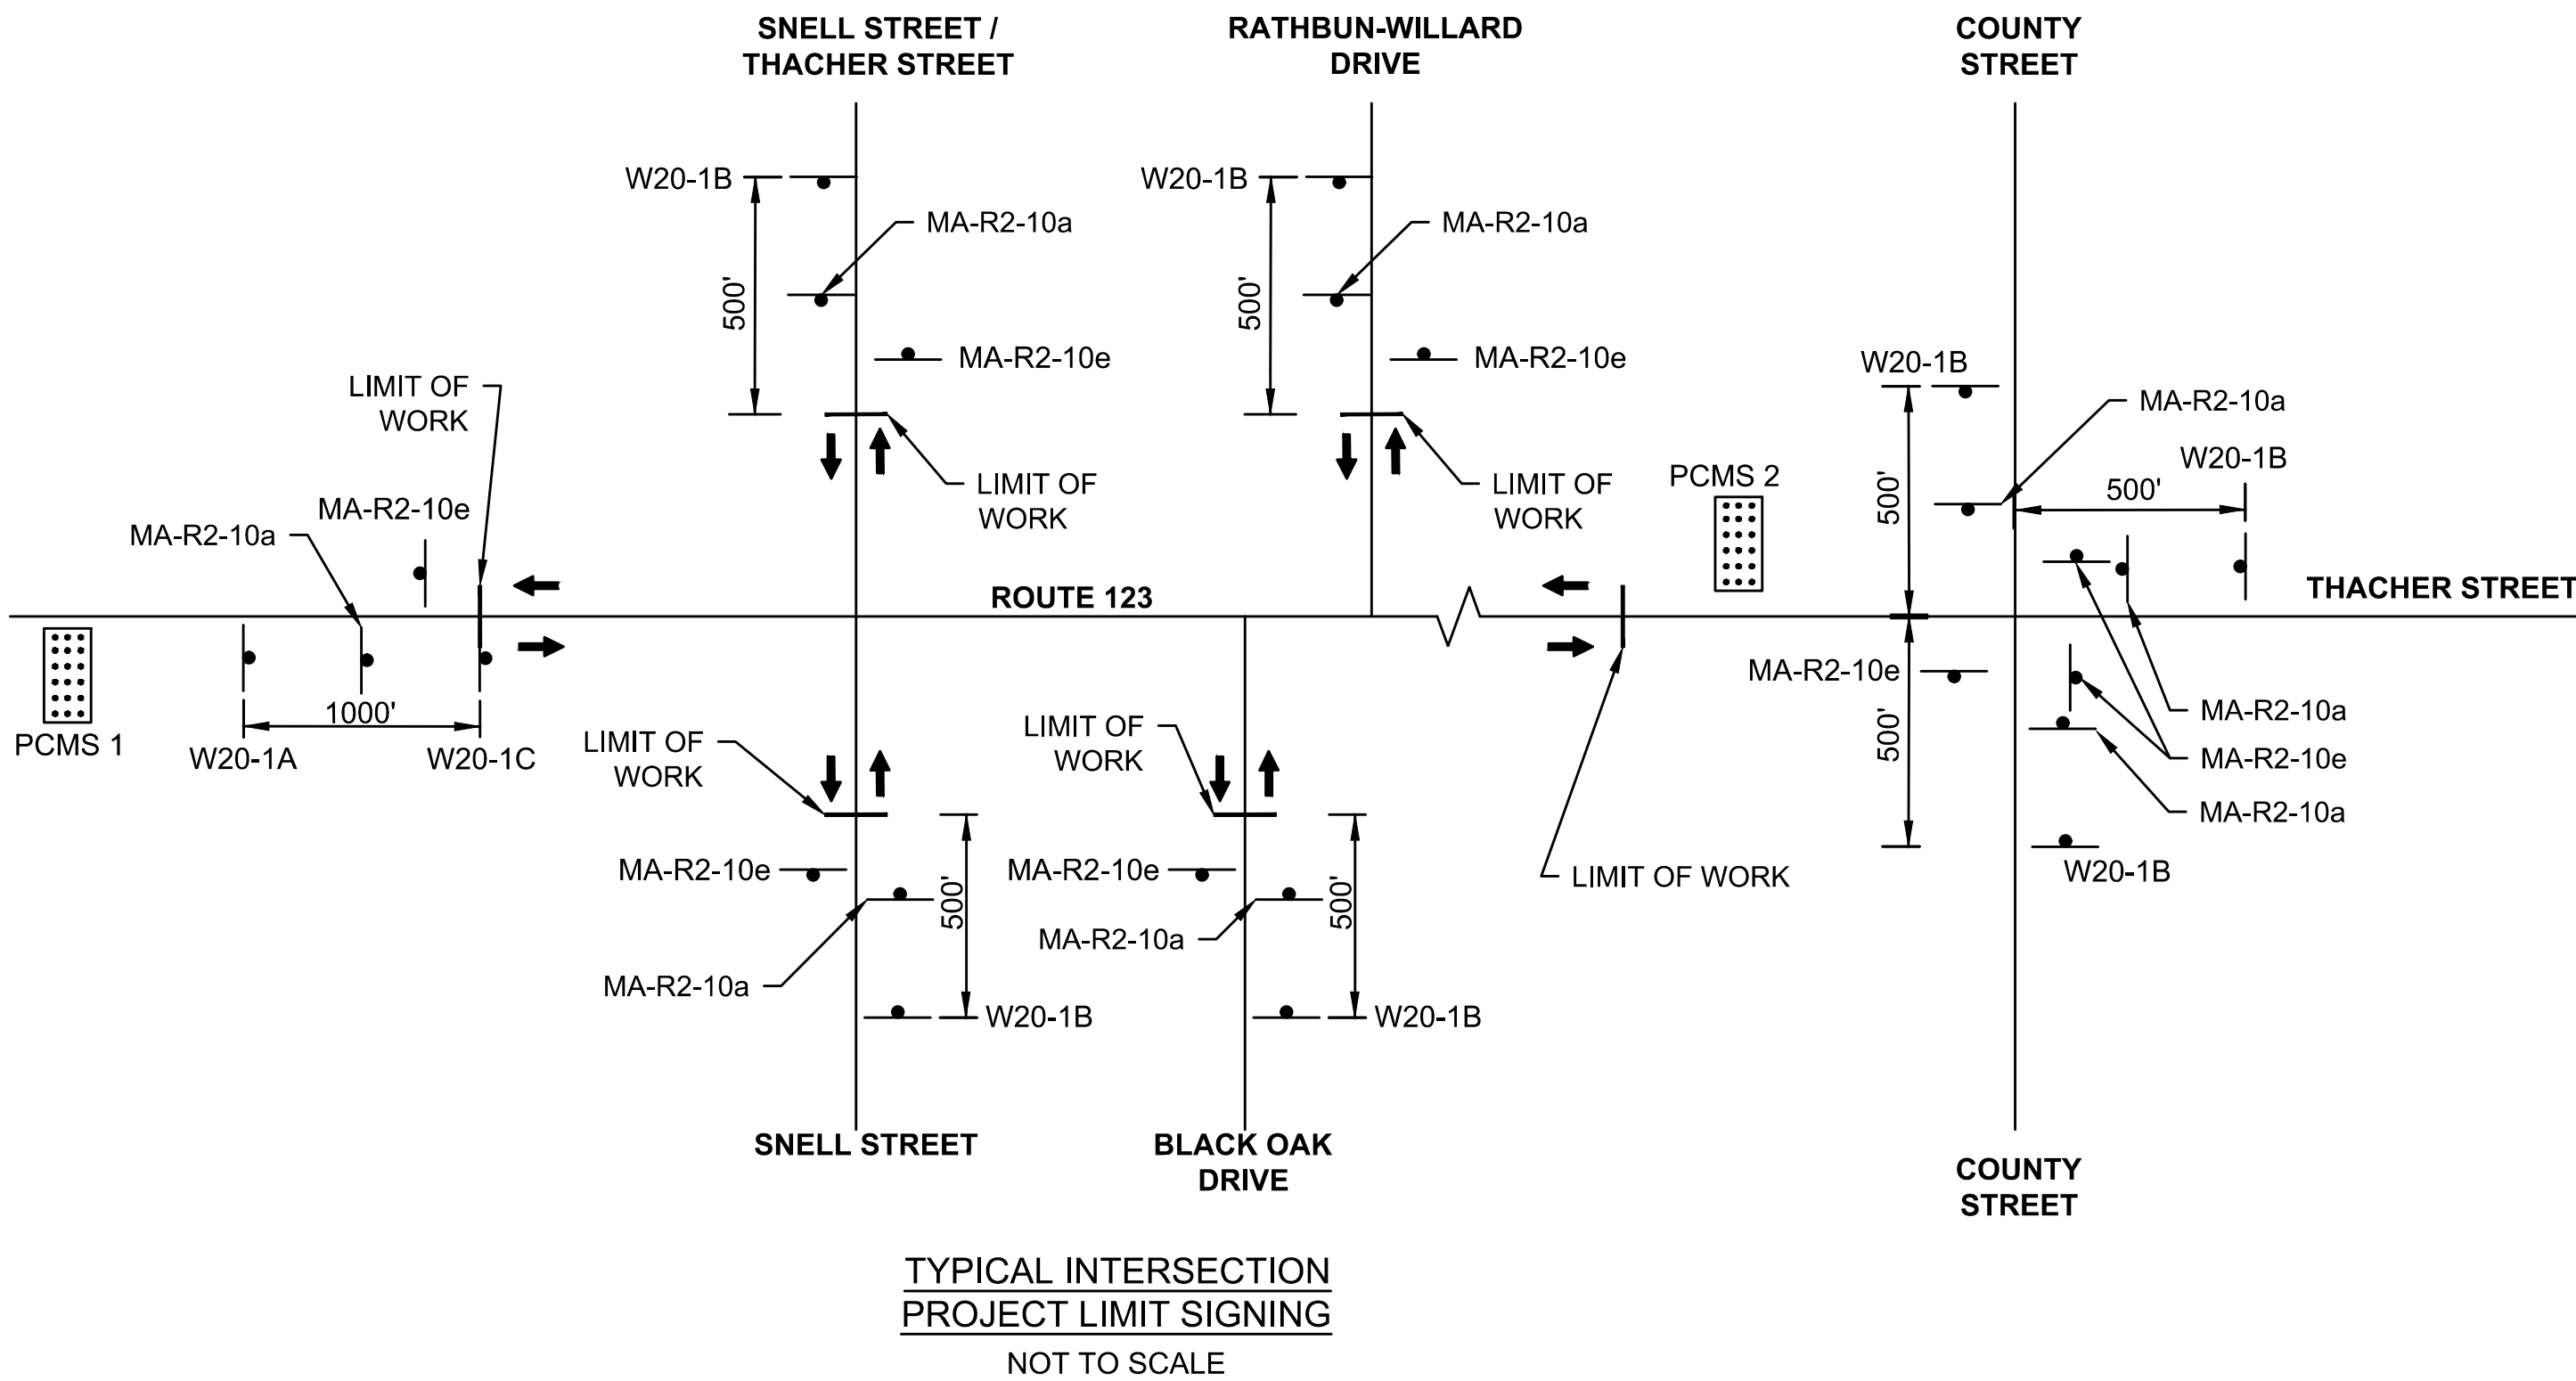 SNELL STREET /
THACHER STREET
RATHBUN-WILLARD
DRIVE
COUNTY
STREET
W20-1B
MA-R2-10a
500'
MA-R2-10e
LIMIT OF
WORK
W20-1B
MA-R2-10a
500'
MA-R2-10e
LIMIT OF
WORK
LIMIT OF
WORK
MA-R2-10e
MA-R2-10a
PCMS 1
1000'
W20-1A
W20-1C
ROUTE 123
PCMS 2
W20-1B
MA-R2-10a
W20-1B
500'
500'
THACHER STREET
MA-R2-10e
500'
MA-R2-10a
MA-R2-10e
MA-R2-10a
W20-1B
LIMIT OF
WORK
MA-R2-10e
500'
MA-R2-10a
W20-1B
LIMIT OF
WORK
MA-R2-10e
500'
MA-R2-10a
W20-1B
LIMIT OF WORK
SNELL STREET
BLACK OAK
DRIVE
COUNTY
STREET
TYPICAL INTERSECTION
PROJECT LIMIT SIGNING
NOT TO SCALE